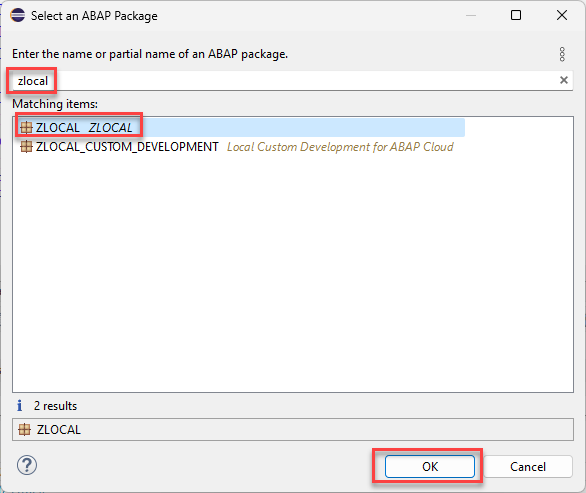 Select an ABAP Package
Enter the name or partial name of an ABAP package.
zlocal
Matching items:
ZLOCAL ZLOCAL
ZLOCAL_CUSTOM_DEVELOPMENT Local Custom Development for ABAP Cloud
2 results
ZLOCAL
OK Cancel